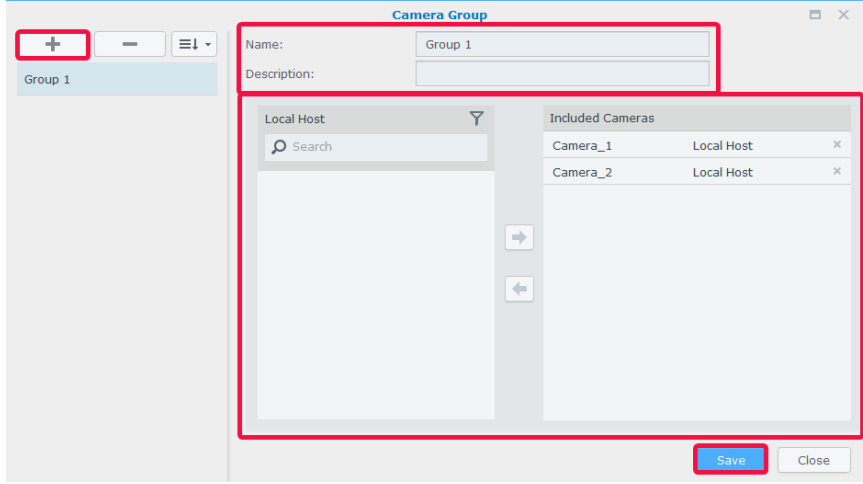 Camera Group
Name: Group 1
Description:
Group 1
Local Host
Search
Included Cameras
Camera_1 Local Host
Camera_2 Local Host
Save Close